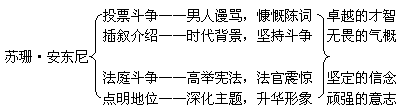 投票斗争——男人谩骂，慷慨陈词 卓越的才智
插叙介绍——时代背景，坚持斗争 无畏的气概
苏珊·安东尼
法庭斗争——高举宪法，法官震惊 坚定的信念
点明地位——深化主题，升华形象 顽强的意志